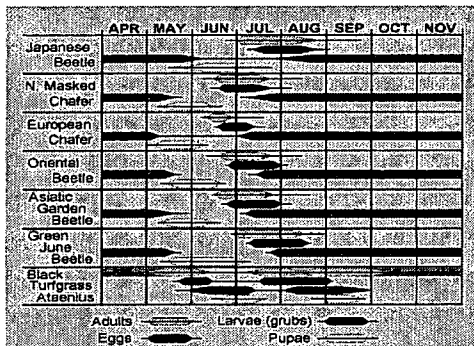 APR MAY JUN JUL AUG SEP OCT NOV
Japanese
Beetle
N. Masked
Chafer
European
Chafer
Oriental
Beetle
Asiatic
Garden
Beetle
Green
June
Beetle
Black
Turfgrass
Ataenius
Adults Larvae (grubs)
Eggs Pupae